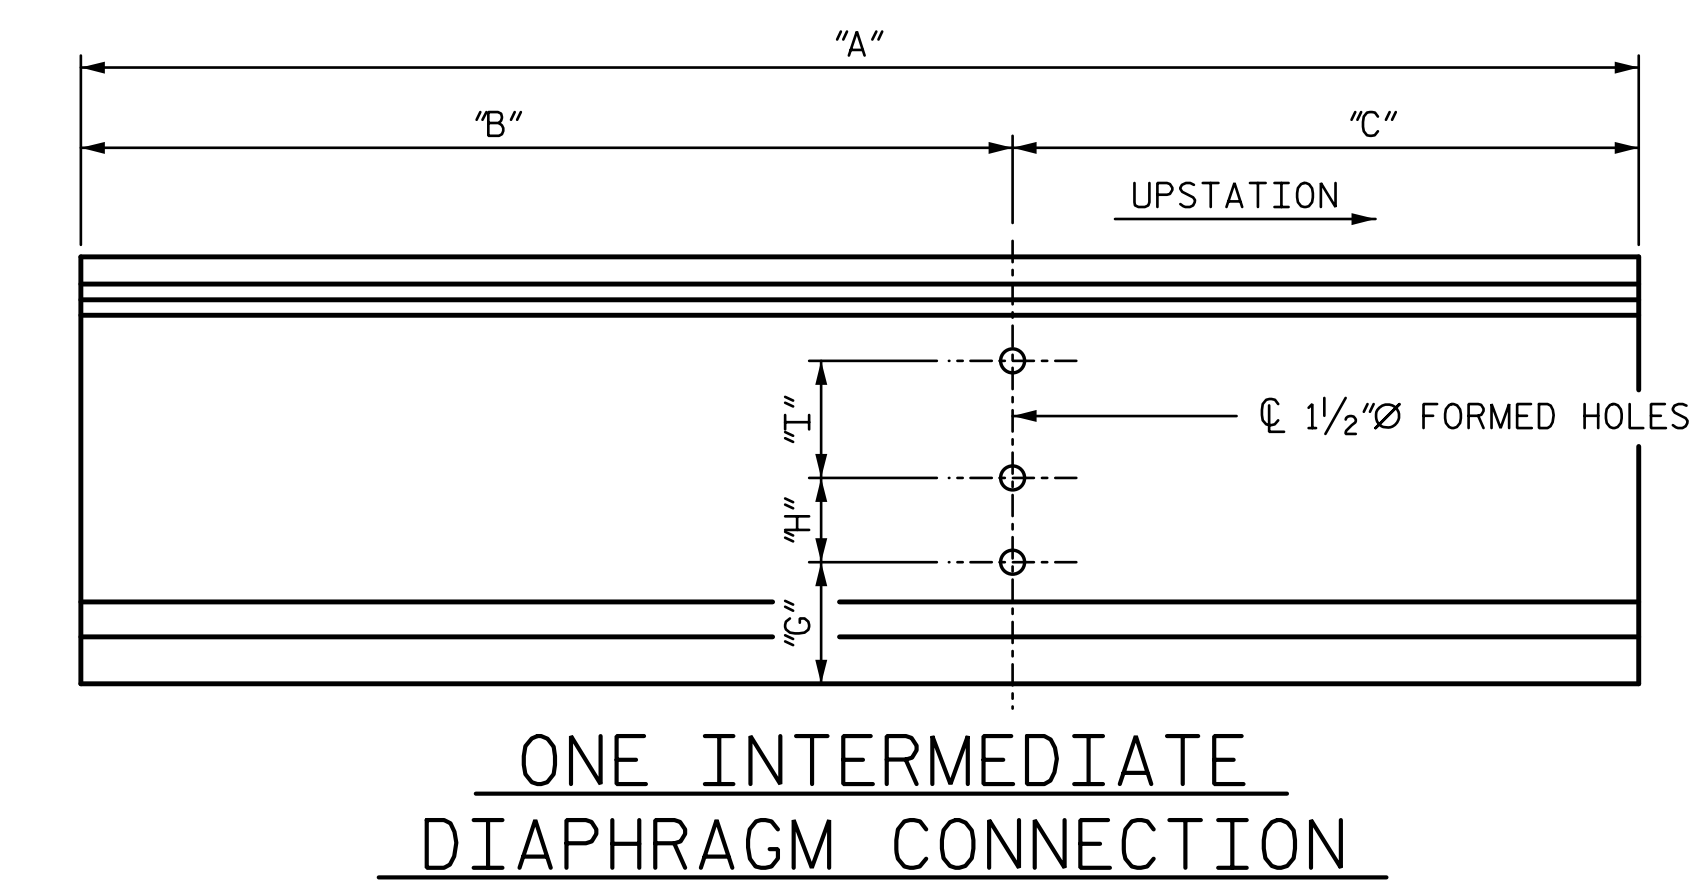 "A"
"B" "C"
UPSTATION
"I"
℄ 1½"Ø FORMED HOLES
"H"
"G"
ONE INTERMEDIATE
DIAPHRAGM CONNECTION